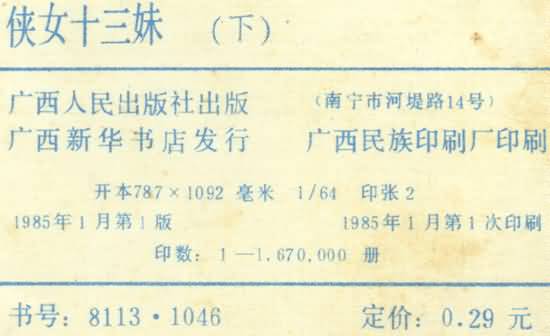 侠女十三妹 (下)
广西人民出版社出版 (南宁市河堤路14号)
广西新华书店发行 广西民族印刷厂印刷
开本787×1092 毫米 1/64 印张2
1985年1月第1版 1985年1月第1次印刷
印数：1—1,670,000 册
书号：8113·1046 定价：0.29 元